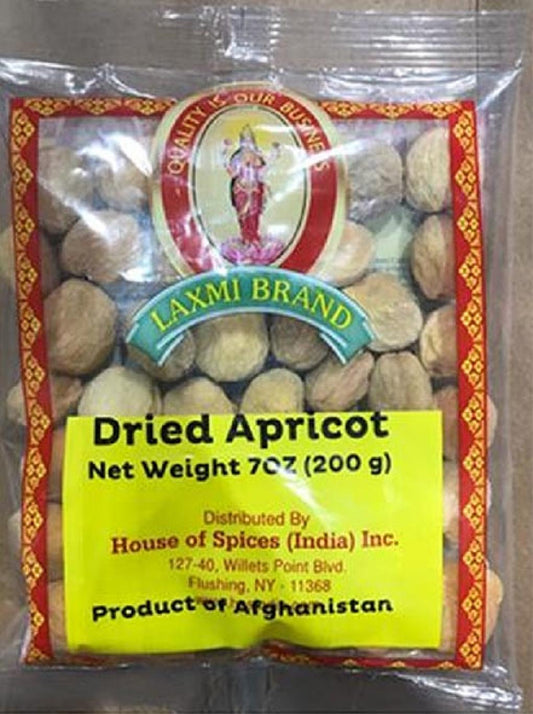 QUALITY IS OUR BUSINESS
LAXMI BRAND
Dried Apricot
Net Weight 7OZ (200 g)
Distributed By
House of Spices (India) Inc.
127-40, Willets Point Blvd.
Flushing, NY - 11368
Product of Afghanistan